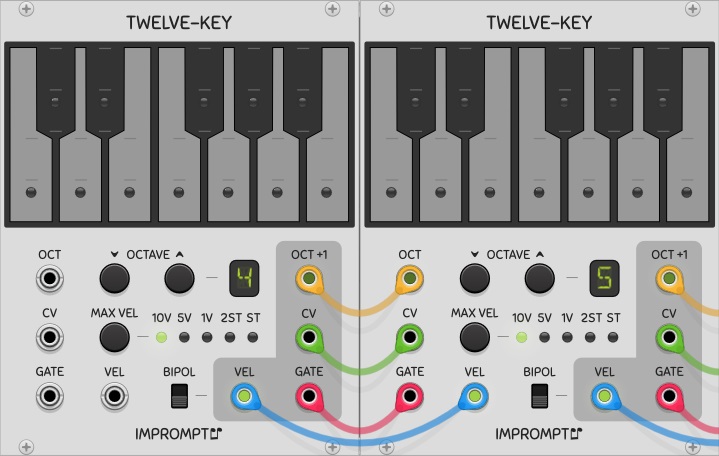 TWELVE-KEY TWELVE-KEY
OCT OCTAVE OCT +1 OCT OCTAVE OCT +1
4 5
CV MAX VEL 10V 5V 1V 2ST ST CV CV MAX VEL 10V 5V 1V 2ST ST CV
GATE VEL BIPOL VEL GATE GATE VEL BIPOL VEL GATE
IMPROMPTU IMPROMPTU